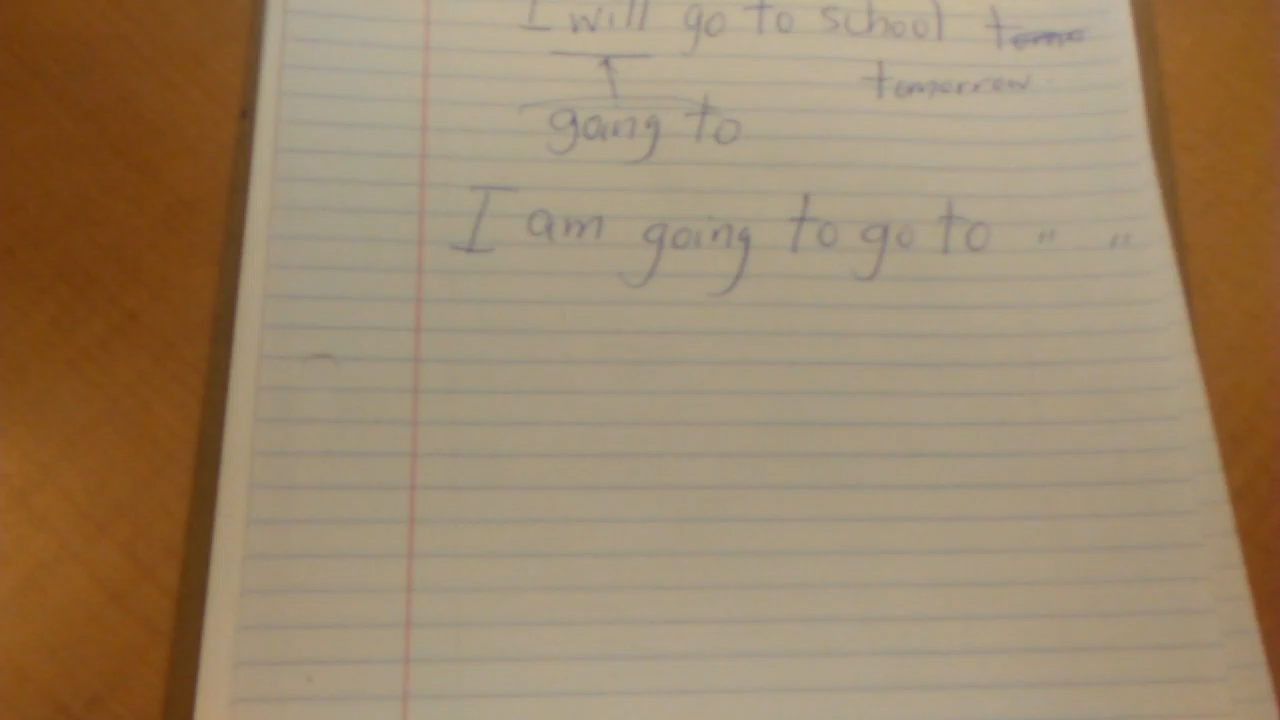 I will go to school
tomorrow
going to
I am going to go to " "